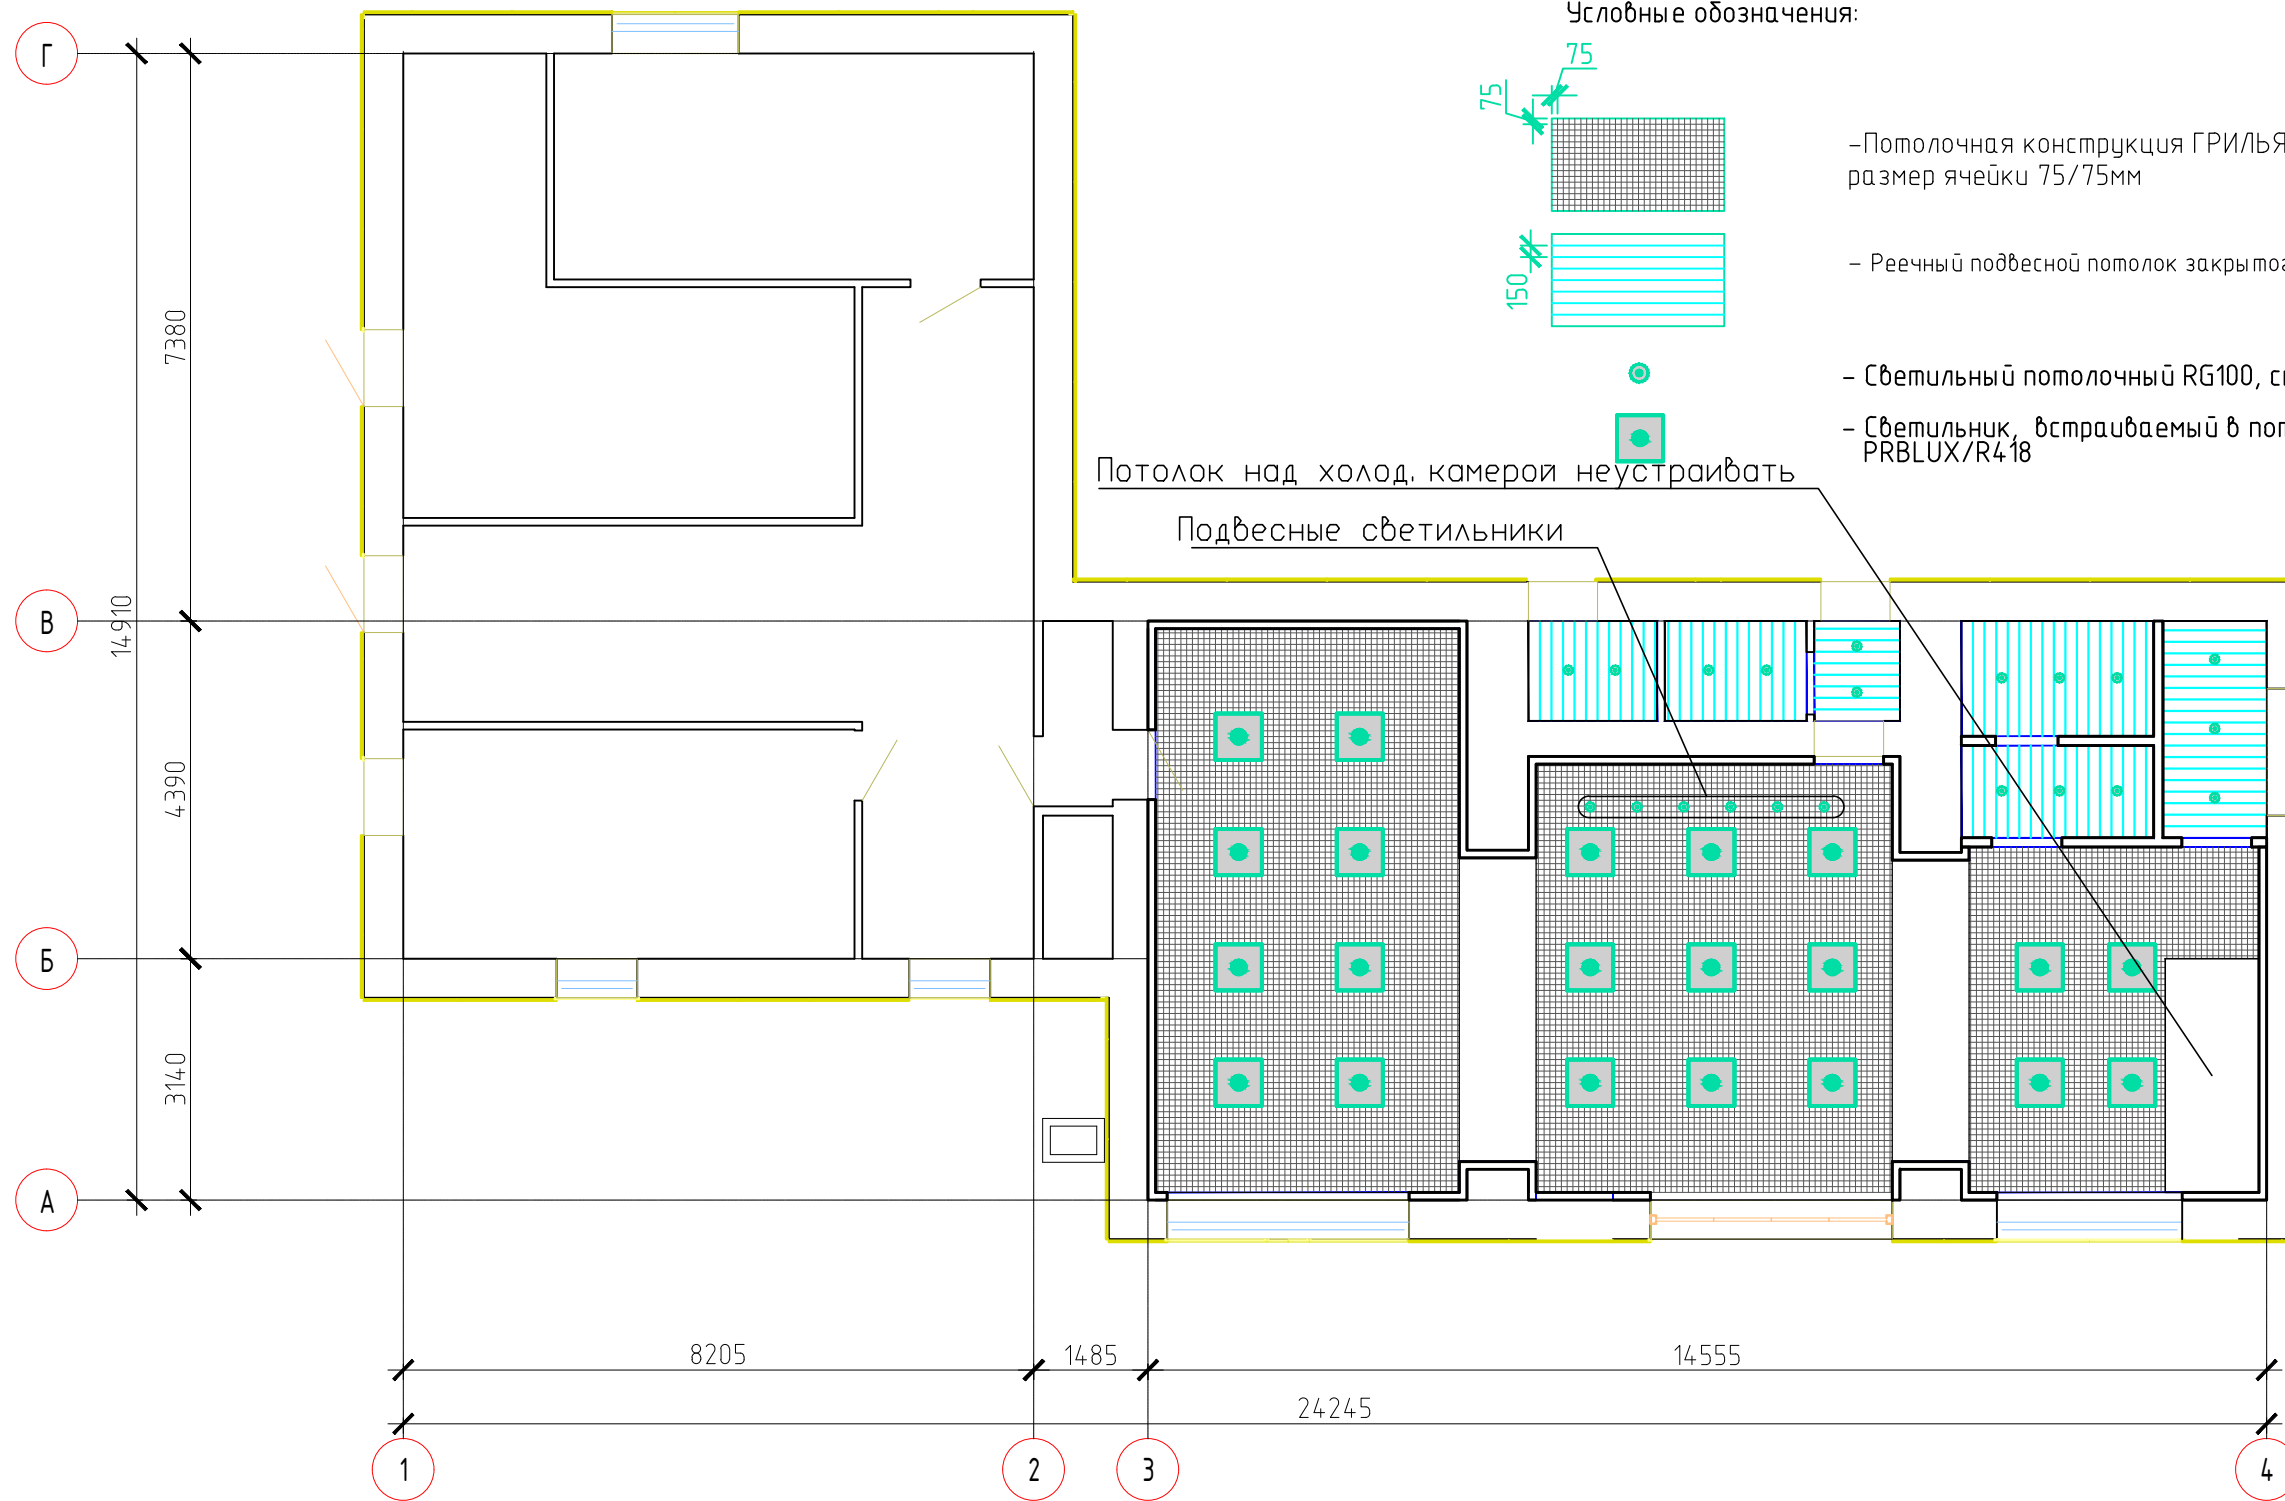 Условные обозначения:
75
75
-Потолочная конструкция ГРИЛЬЯ
размер ячейки 75/75мм
150
- Реечный подвесной потолок закрытог
- Светильный потолочный RG100, с
- Светильник, встраиваемый в пот
PRBLUX/R418
Потолок над холод. камерой неустраивать
Подвесные светильники
Г
В
Б
А
7380
14910
4390
3140
8205
1485
14555
24245
1
2
3
4